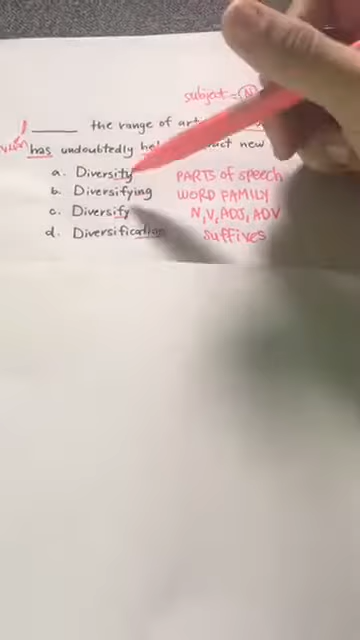 subject = N
_____ the range of art
has undoubtedly new
a. Diversity PARTS of speech
b. Diversifying WORD FAMILY
c. Diversify N, V, ADJ, ADV
d. Diversification suffixes